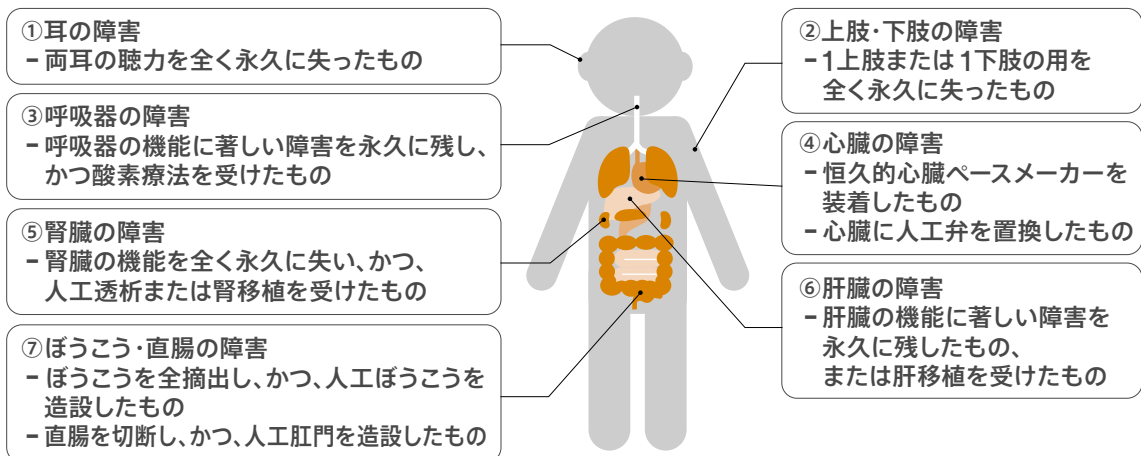 ①耳の障害
－両耳の聴力を全く永久に失ったもの
②上肢・下肢の障害
－1上肢または1下肢の用を
全く永久に失ったもの
③呼吸器の障害
－呼吸器の機能に著しい障害を永久に残し、
かつ酸素療法を受けたもの
④心臓の障害
－恒久的心臓ペースメーカーを
装着したもの
－心臓に人工弁を置換したもの
⑤腎臓の障害
－腎臓の機能を全く永久に失い、かつ、
人工透析または腎移植を受けたもの
⑥肝臓の障害
－肝臓の機能に著しい障害を
永久に残したもの、
または肝移植を受けたもの
⑦ぼうこう・直腸の障害
－ぼうこうを全摘出し、かつ、人工ぼうこうを
造設したもの
－直腸を切断し、かつ、人工肛門を造設したもの